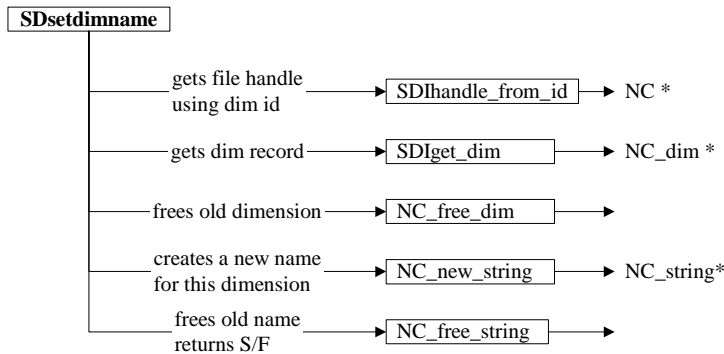 SDsetdimname
gets file handle
using dim id
SDIhandle_from_id
NC *
gets dim record
SDIget_dim
NC_dim *
frees old dimension
NC_free_dim
creates a new name
for this dimension
NC_new_string
NC_string*
frees old name
returns S/F
NC_free_string